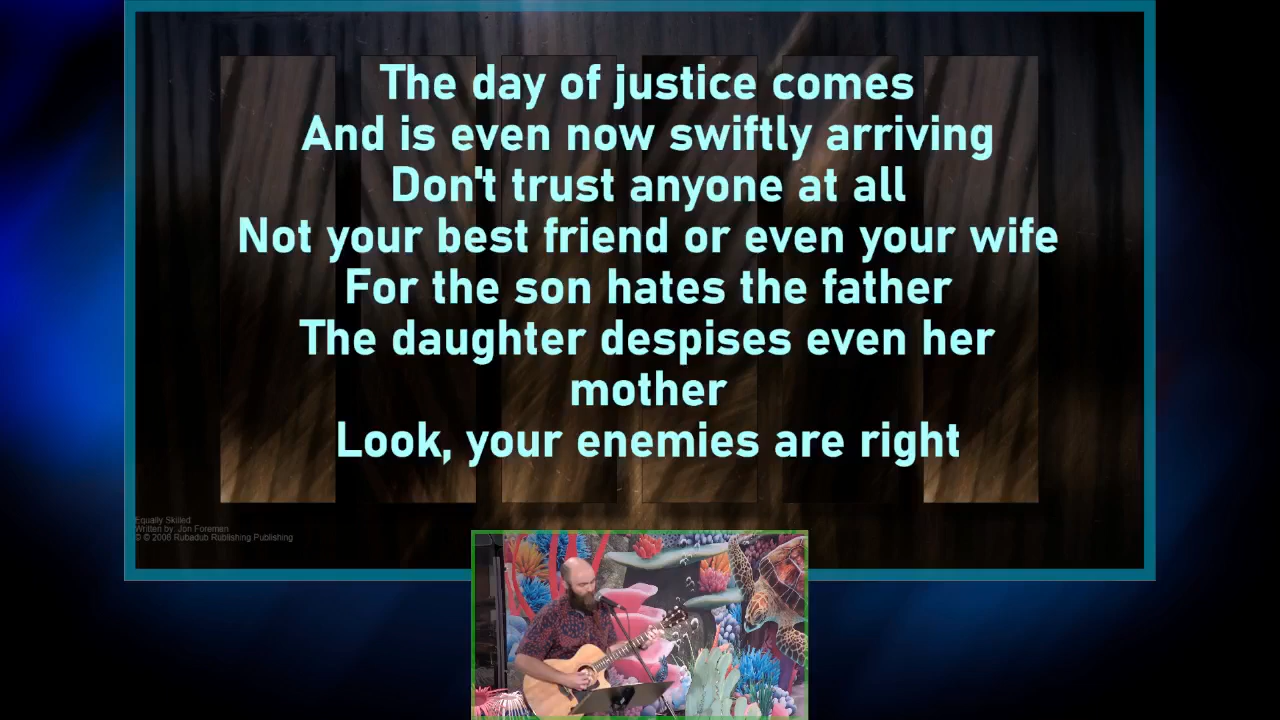 The day of justice comes
And is even now swiftly arriving
Don't trust anyone at all
Not your best friend or even your wife
For the son hates the father
The daughter despises even her
mother
Look, your enemies are right
Equally Skilled
Written by: Jon Foreman
© © 2008 Rubadub Rublishing Publishing